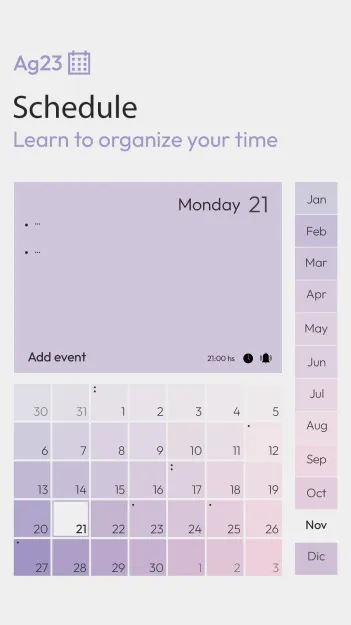 Ag23
Schedule
Learn to organize your time
Monday 21
• ...
• ...
Add event
21:00 hs
Jan
Feb
Mar
Apr
May
Jun
Jul
Aug
Sep
Oct
Nov
Dic
30 31 1 2 3 4 5
6 7 8 9 10 11 12
13 14 15 16 17 18 19
20 21 22 23 24 25 26
27 28 29 30 1 2 3